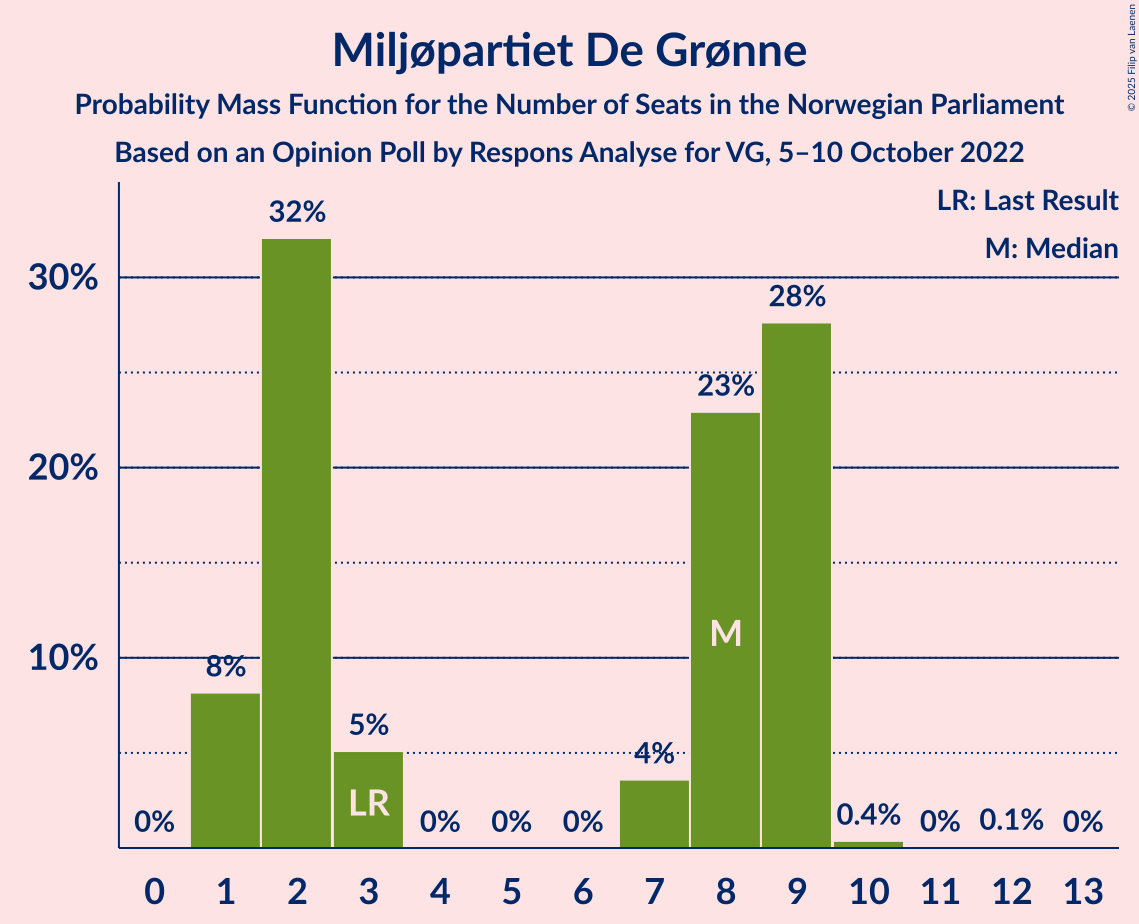 Miljøpartiet De Grønne
Probability Mass Function for the Number of Seats in the Norwegian Parliament
Based on an Opinion Poll by Respons Analyse for VG, 5–10 October 2022
© 2025 Filip van Laenen
LR: Last Result
M: Median
30%
20%
10%
0%
8%
32%
5%
0%
0%
0%
4%
23%
28%
0.4%
0%
0.1%
0%
LR
M
0 1 2 3 4 5 6 7 8 9 10 11 12 13